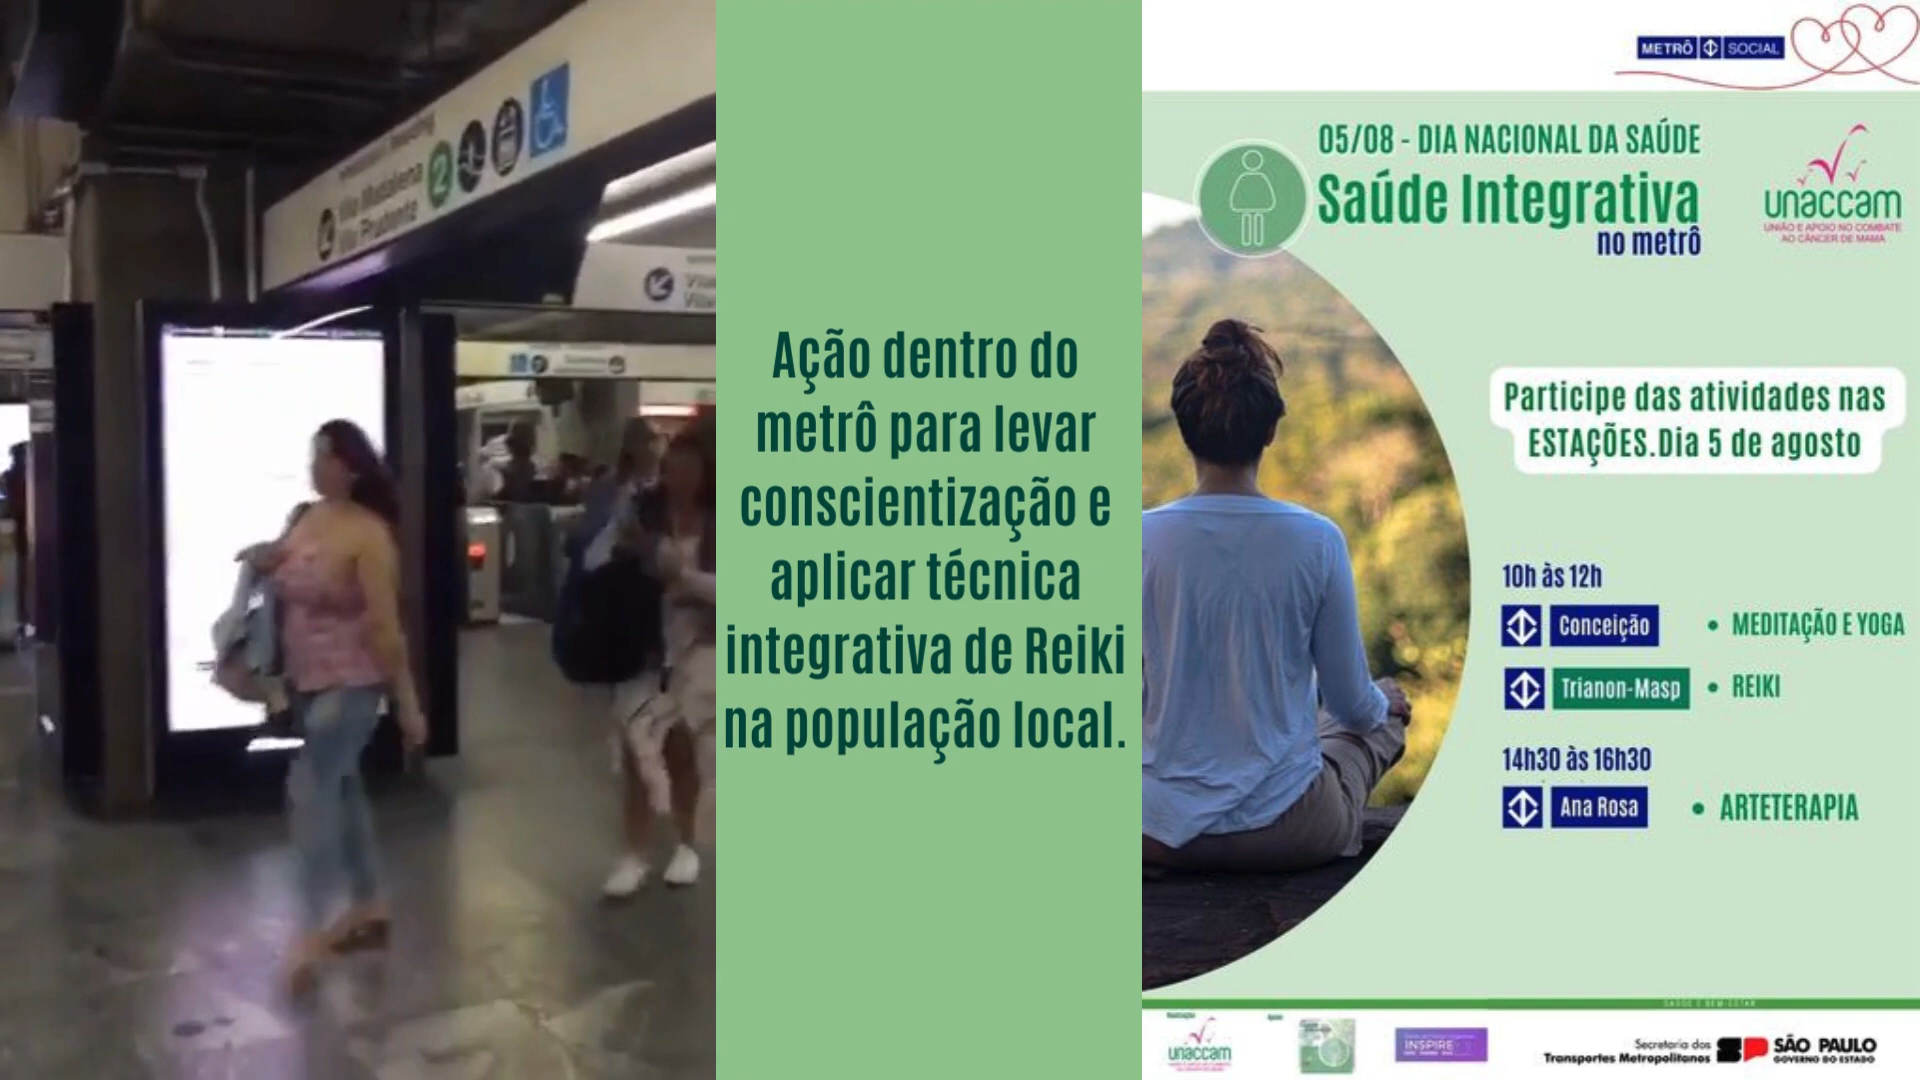 Vila Madalena
Vila Prudente
2
Ação dentro do
metrô para levar
conscientização e
aplicar técnica
integrativa de Reiki
na população local.
METRÔ SOCIAL
05/08 - DIA NACIONAL DA SAÚDE
Saúde Integrativa
no metrô
unaccam
UNIÃO E APOIO NO COMBATE
AO CÂNCER DE MAMA
Participe das atividades nas
ESTAÇÕES.Dia 5 de agosto
10h às 12h
Conceição • MEDITAÇÃO E YOGA
Trianon-Masp • REIKI
14h30 às 16h30
Ana Rosa • ARTETERAPIA
SAÚDE E BEM-ESTAR
unaccam
INSPIRE
Secretaria dos
Transportes Metropolitanos
SÃO PAULO
GOVERNO DO ESTADO